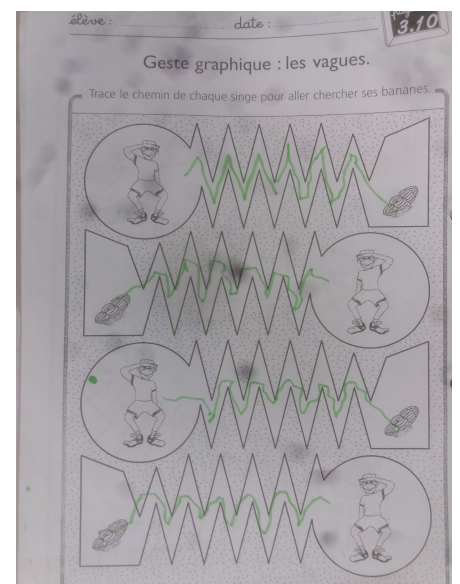 élève :
date :
3.10
Geste graphique : les vagues.
Trace le chemin de chaque singe pour aller chercher ses bananes.